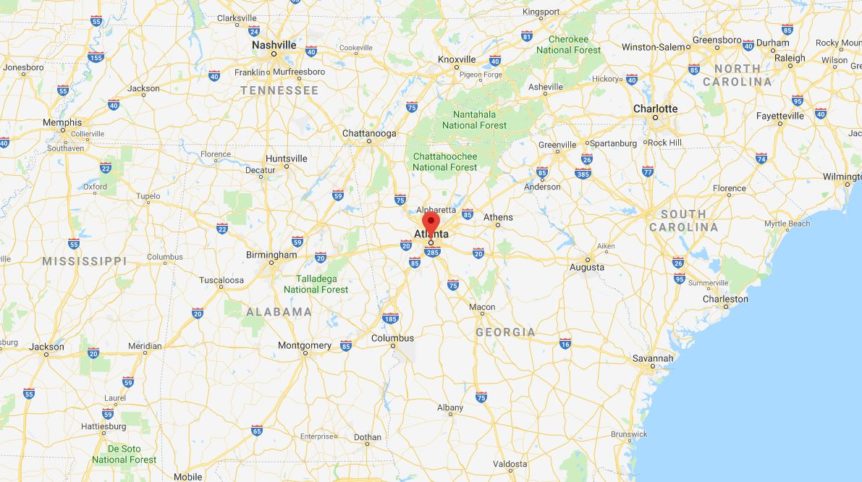 Kingsport
Clarksville
24
55
81
Cherokee
National Forest
85
Greensboro
Winston-Salem
Durham
40
Rocky Mount
Nashville
40
Cookeville
Knoxville
Raleigh
155
Jonesboro
Franklin
Murfreesboro
40
Pigeon Forge
Hickory
40
85
NORTH
CAROLINA
Wilson
Jackson
TENNESSEE
Asheville
55
40
75
95
40
Charlotte
Nantahala
National Forest
Fayetteville
Memphis
Collierville
Chattanooga
40
Southaven
Greenville
Spartanburg
Rock Hill
Florence
Huntsville
Chattahoochee
National Forest
26
74
22
Decatur
85
385
77
Wilmington
Oxford
Tupelo
59
75
Anderson
Florence
Alpharetta
85
Athens
SOUTH
CAROLINA
22
Myrtle Beach
Atlanta
55
59
20
285
20
Aiken
MISSISSIPPI
Columbus
Birmingham
20
85
Augusta
26
95
Tuscaloosa
Talladega
National Forest
75
Summerville
Charleston
Macon
20
ALABAMA
185
GEORGIA
Columbus
16
Jackson
20
Meridian
Montgomery
85
Savannah
59
55
Laurel
75
59
Albany
Hattiesburg
65
Enterprise
Dothan
Brunswick
De Soto
National Forest
Valdosta
Mobile